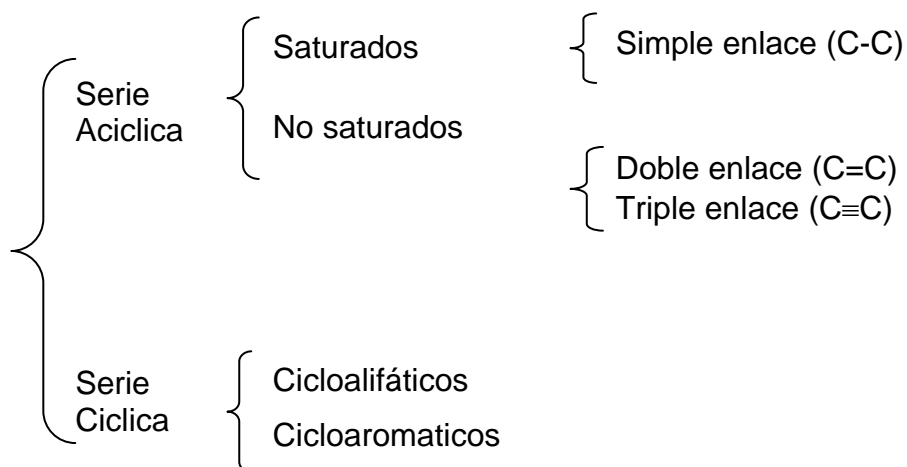 Saturados
Simple enlace (C-C)
Serie
Aciclica
No saturados
Doble enlace (C=C)
Triple enlace (C≡C)
Serie
Ciclica
Cicloalifáticos
Cicloaromaticos